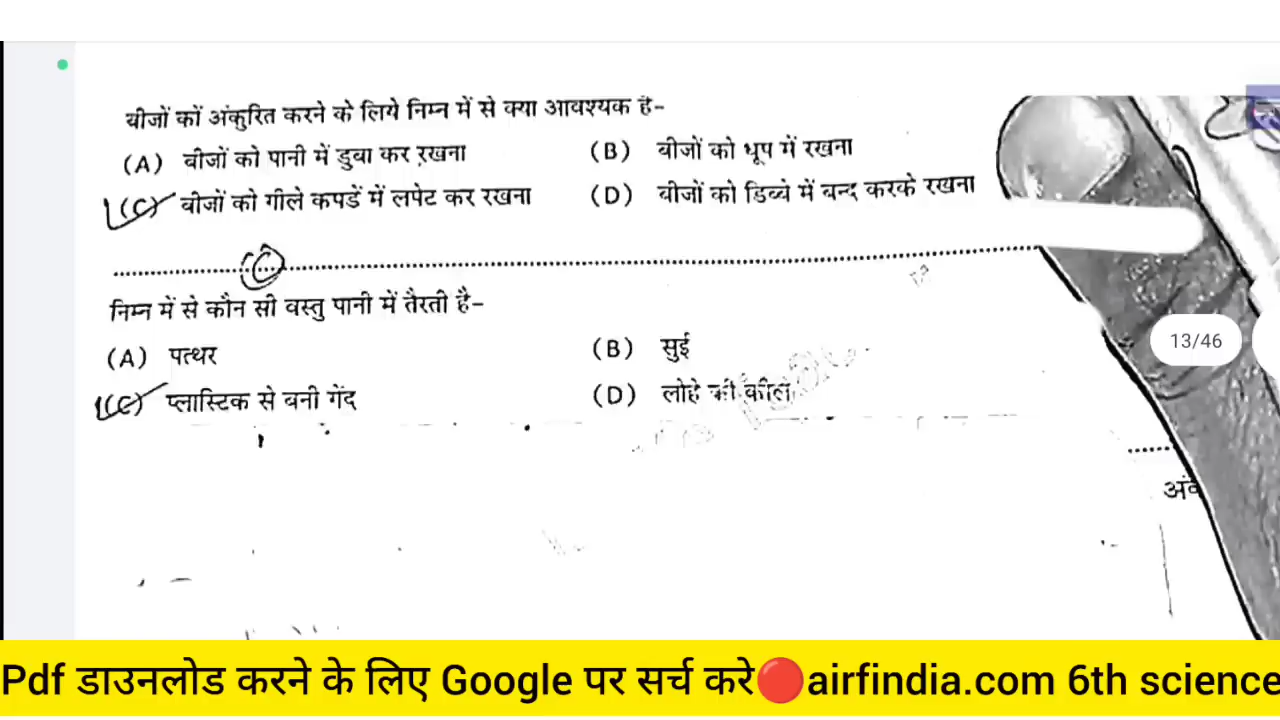 बीजों कों अंकुरित करने के लिये निम्न में से क्या आवश्यक है-
(A) बीजों को पानी में डुबा कर रखना (B) बीजों को धूप में रखना
(C) बीजों को गीले कपडें में लपेट कर रखना (D) बीजों को डिब्बे में बन्द करके रखना
(C)
निम्न में से कौन सी वस्तु पानी में तैरती है-
(A) पत्थर (B) सुई
13/46
(C) प्लास्टिक से बनी गेंद (D) लोहे की कील
Pdf डाउनलोड करने के लिए Google पर सर्च करे🔴airfindia.com 6th science